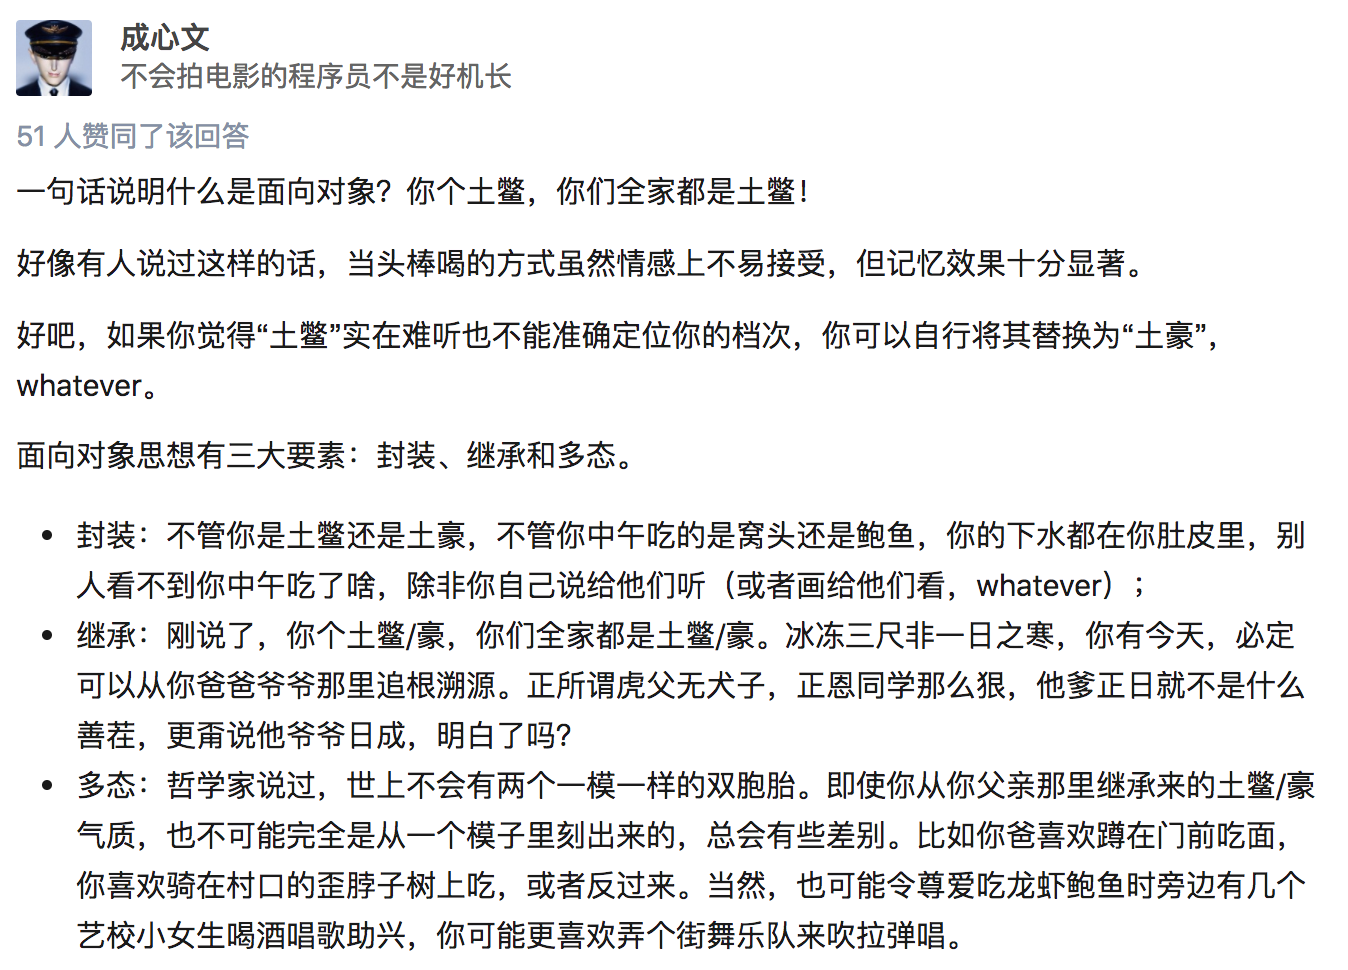 成心文
不会拍电影的程序员不是好机长
51 人赞同了该回答
一句话说明什么是面向对象？你个土鳖，你们全家都是土鳖！
好像有人说过这样的话，当头棒喝的方式虽然情感上不易接受，但记忆效果十分显著。
好吧，如果你觉得“土鳖”实在难听也不能准确定位你的档次，你可以自行将其替换为“土豪”，
whatever。
面向对象思想有三大要素：封装、继承和多态。
• 封装：不管你是土鳖还是土豪，不管你中午吃的是窝头还是鲍鱼，你的下水都在你肚皮里，别
人看不到你中午吃了啥，除非你自己说给他们听（或者画给他们看，whatever）；
• 继承：刚说了，你个土鳖/豪，你们全家都是土鳖/豪。冰冻三尺非一日之寒，你有今天，必定
可以从你爸爸爷爷那里追根溯源。正所谓虎父无犬子，正恩同学那么狠，他爹正日就不是什么
善茬，更甭说他爷爷日成，明白了吗？
• 多态：哲学家说过，世上不会有两个一模一样的双胞胎。即使你从你父亲那里继承来的土鳖/豪
气质，也不可能完全是从一个模子里刻出来的，总会有些差别。比如你爸喜欢蹲在门前吃面，
你喜欢骑在村口的歪脖子树上吃，或者反过来。当然，也可能令尊爱吃龙虾鲍鱼时旁边有几个
艺校小女生喝酒唱歌助兴，你可能更喜欢弄个街舞乐队来吹拉弹唱。